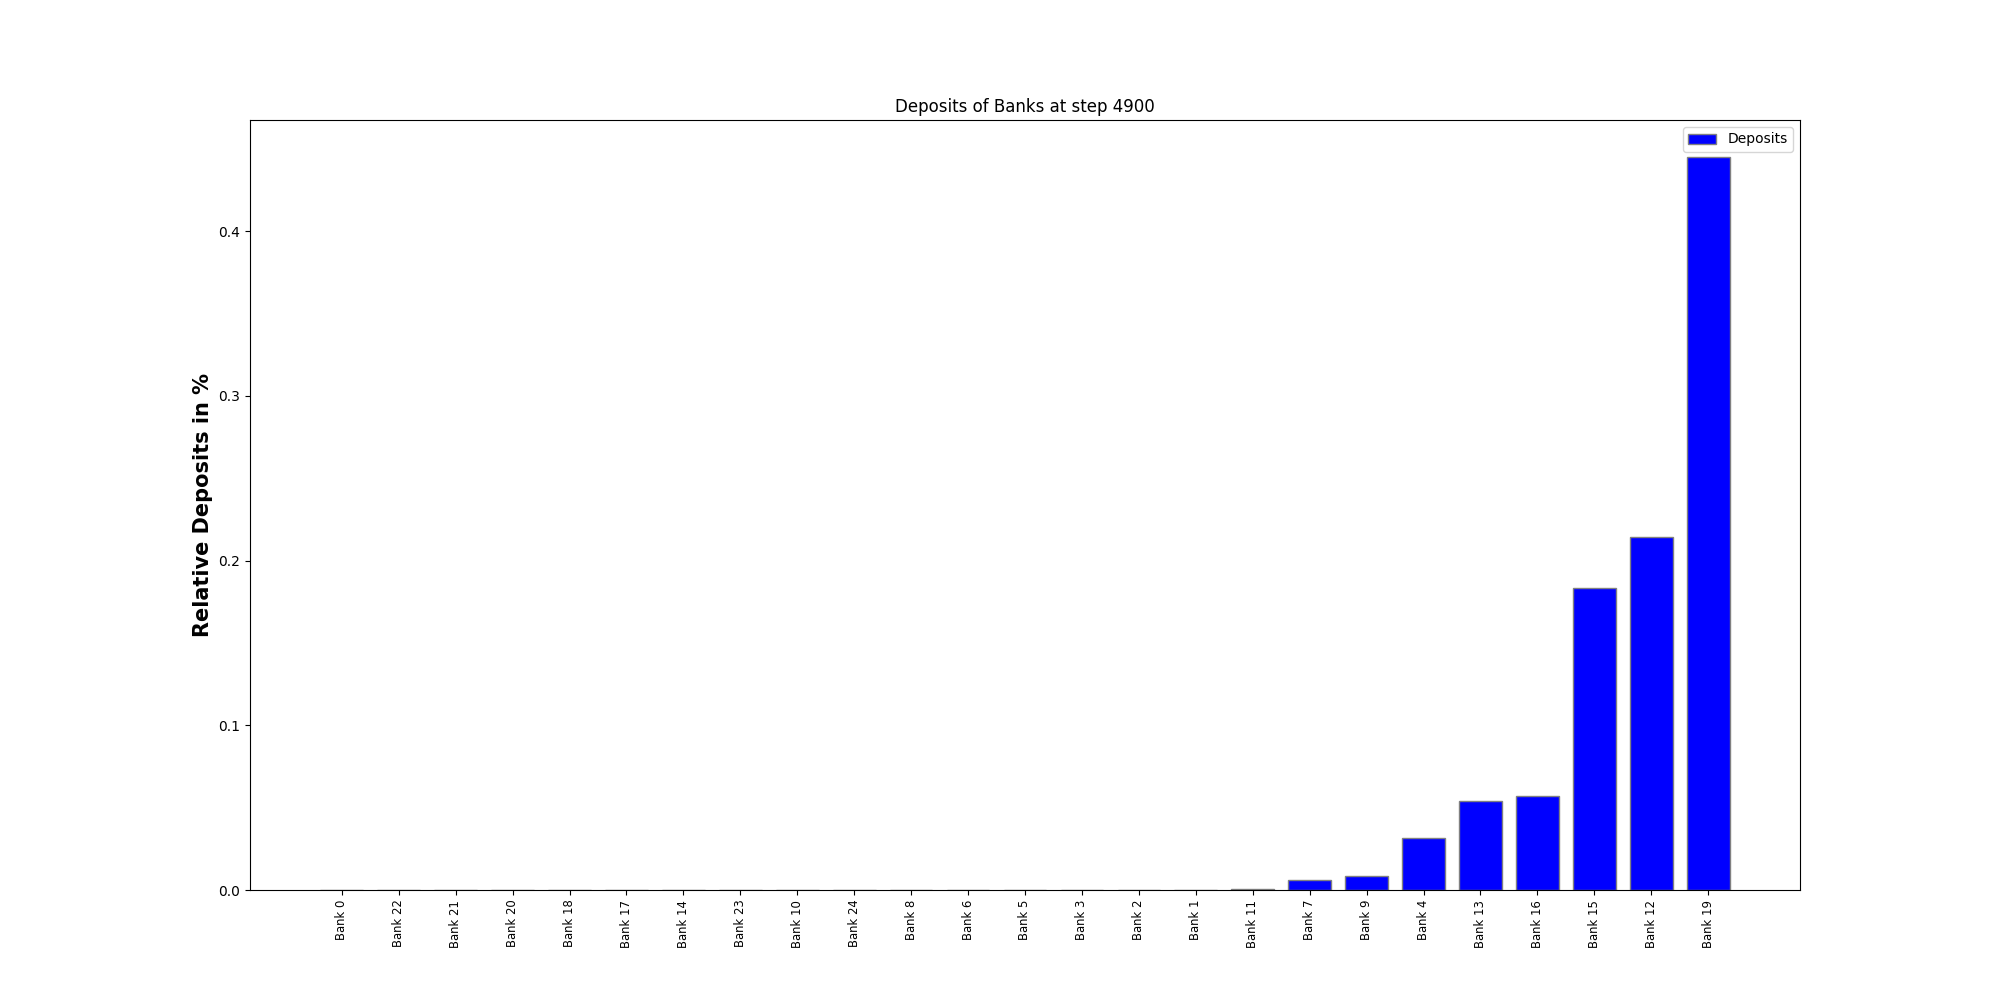 Deposits of Banks at step 4900
Deposits
Relative Deposits in %
0.4
0.3
0.2
0.1
0.0
Bank 0
Bank 22
Bank 21
Bank 20
Bank 18
Bank 17
Bank 14
Bank 23
Bank 10
Bank 24
Bank 8
Bank 6
Bank 5
Bank 3
Bank 2
Bank 1
Bank 11
Bank 7
Bank 9
Bank 4
Bank 13
Bank 16
Bank 15
Bank 12
Bank 19